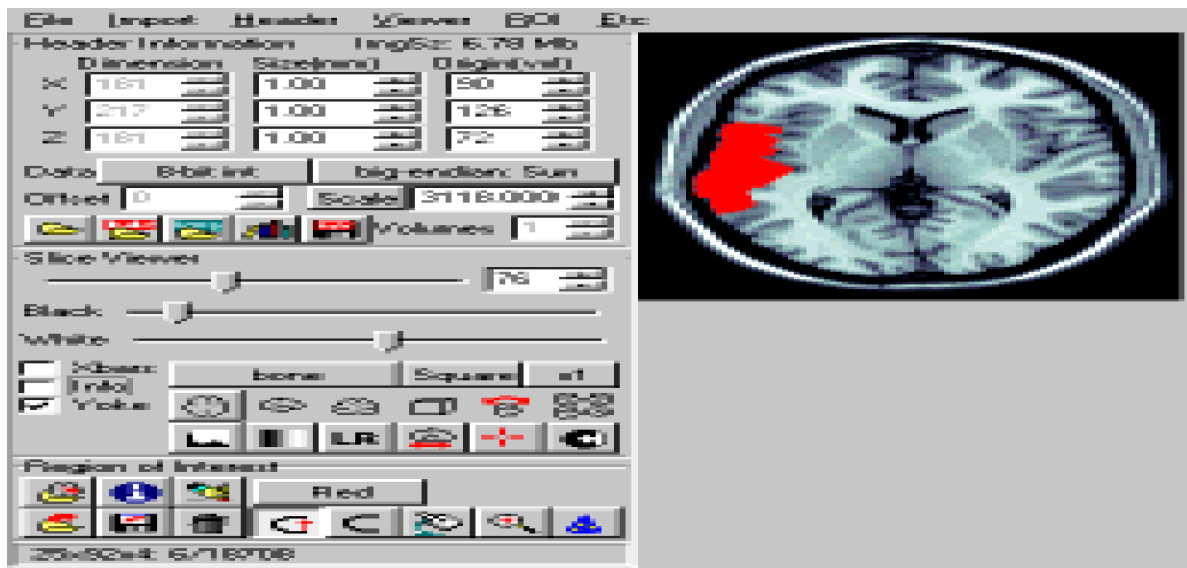 File Import Header Viewer ROI Etc
Header Information ImgSz: 6.78 Mb
Dimension Size(mm) Origin(vxl)
X 181 1.00 90
Y 217 1.00 126
Z 181 1.00 72
Data 8-bit int big-endian: Sun
Offset 0 Scale 3118.000
Volumes 1
Slice Viewer
76
Black
White
Xbars bone Square x1
Info
Yoke
LR
Region of Interest
Red